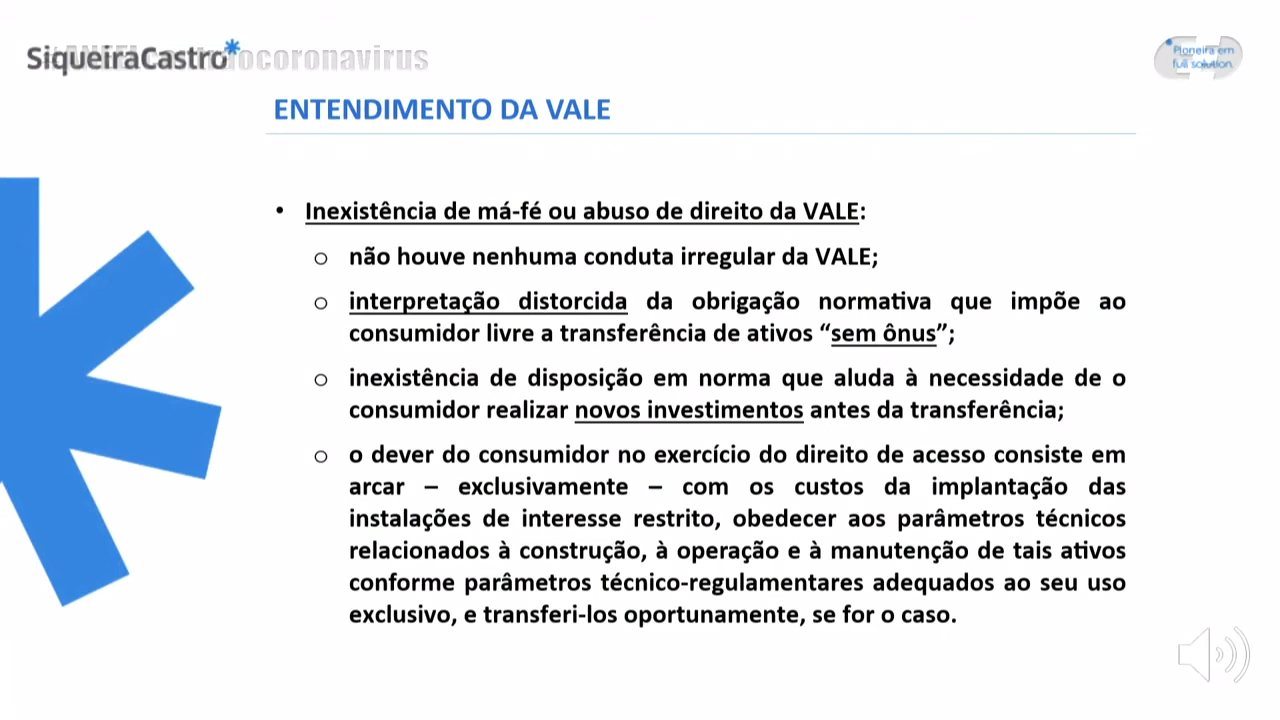 SiqueiraCastro
coronavirus
Pioneira em
full solution.
ENTENDIMENTO DA VALE
• Inexistência de má-fé ou abuso de direito da VALE:
o não houve nenhuma conduta irregular da VALE;
o interpretação distorcida da obrigação normativa que impõe ao
consumidor livre a transferência de ativos “sem ônus”;
o inexistência de disposição em norma que aluda à necessidade de o
consumidor realizar novos investimentos antes da transferência;
o o dever do consumidor no exercício do direito de acesso consiste em
arcar – exclusivamente – com os custos da implantação das
instalações de interesse restrito, obedecer aos parâmetros técnicos
relacionados à construção, à operação e à manutenção de tais ativos
conforme parâmetros técnico-regulamentares adequados ao seu uso
exclusivo, e transferi-los oportunamente, se for o caso.